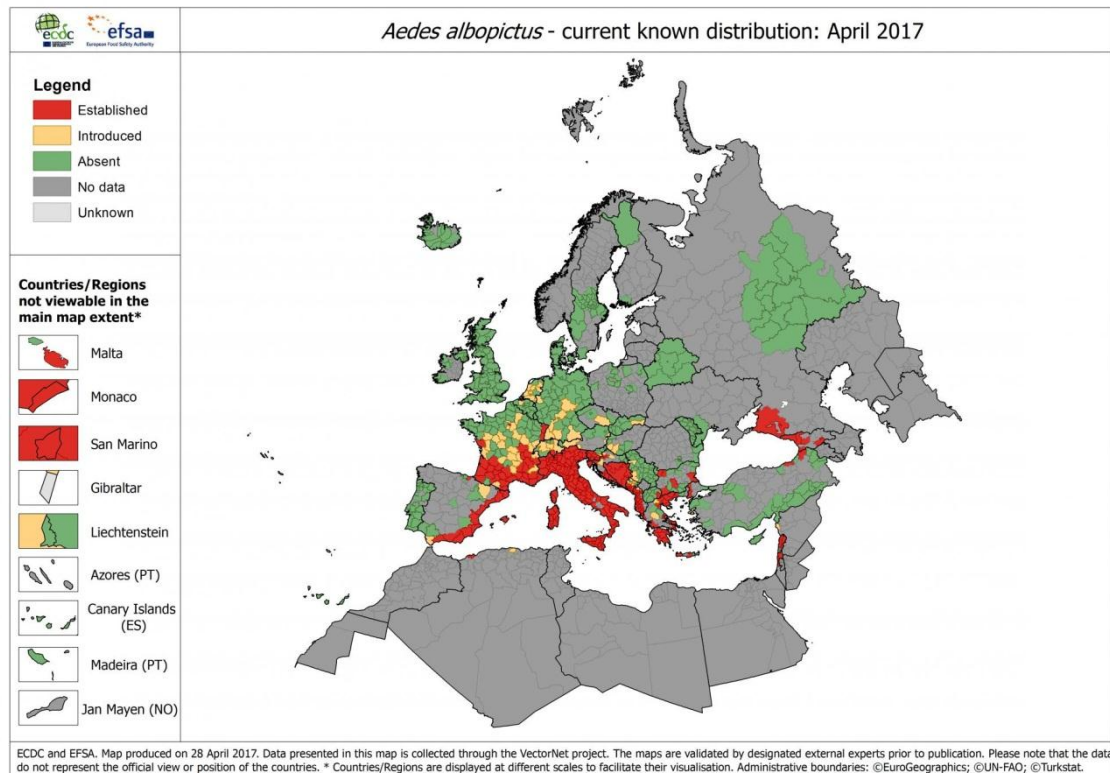 ecdc
efsa
European Food Safety Authority
Aedes albopictus - current known distribution: April 2017
Legend
Established
Introduced
Absent
No data
Unknown
Countries/Regions
not viewable in the
main map extent*
Malta
Monaco
San Marino
Gibraltar
Liechtenstein
Azores (PT)
Canary Islands
(ES)
Madeira (PT)
Jan Mayen (NO)
ECDC and EFSA. Map produced on 28 April 2017. Data presented in this map is collected through the VectorNet project. The maps are validated by designated external experts prior to publication. Please note that the data
do not represent the official view or position of the countries. * Countries/Regions are displayed at different scales to facilitate their visualisation. Administrative boundaries: ©EuroGeographics; ©UN-FAO; ©Turkstat.